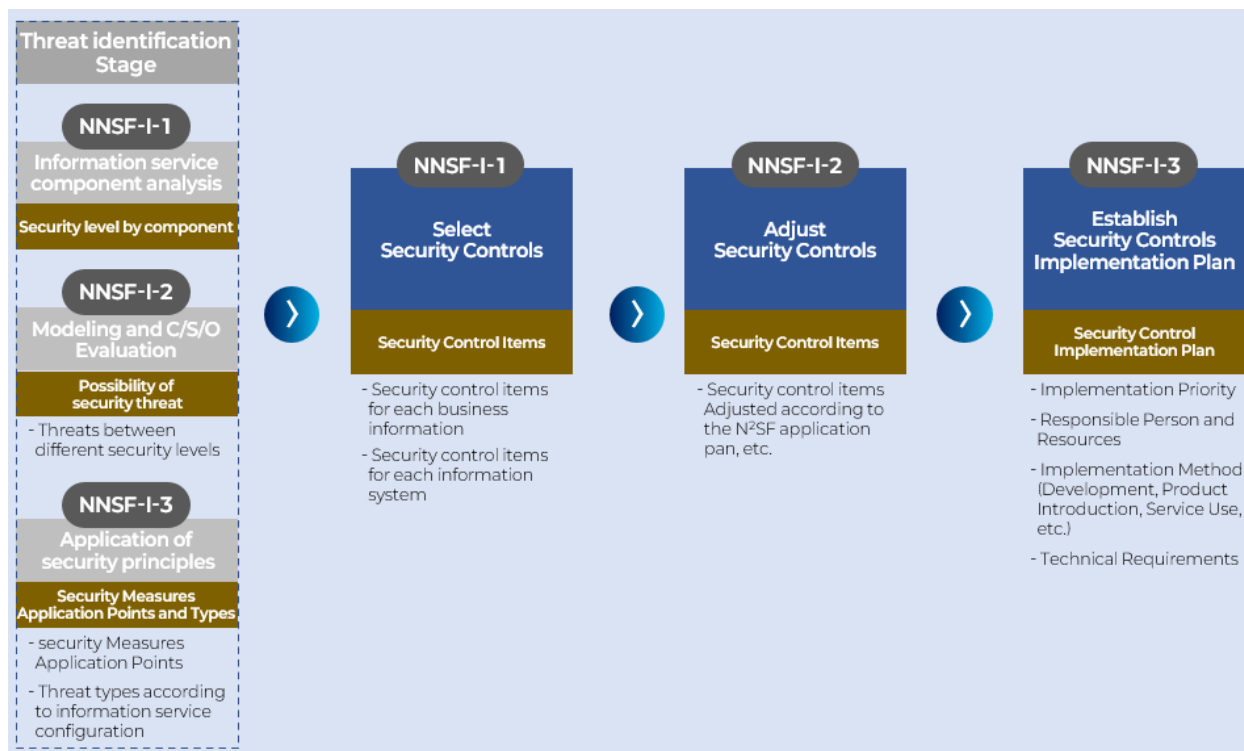 Threat identification
Stage
NNSF-I-1
Information service
component analysis
Security level by component
NNSF-I-2
Modeling and C/S/O
Evaluation
Possibility of
security threat
- Threats between
different security levels
NNSF-I-3
Application of
security principles
Security Measures
Application Points and Types
- security Measures
Application Points
- Threat types according
to information service
configuration
NNSF-I-1
Select
Security Controls
Security Control Items
- Security control items
for each business
information
- Security control items
for each information
system
NNSF-I-2
Adjust
Security Controls
Security Control Items
- Security control items
Adjusted according to
the N²SF application
pan, etc.
NNSF-I-3
Establish
Security Controls
Implementation Plan
Security Control
Implementation Plan
- Implementation Priority
- Responsible Person and
Resources
- Implementation Method
(Development, Product
Introduction, Service Use,
etc.)
- Technical Requirements